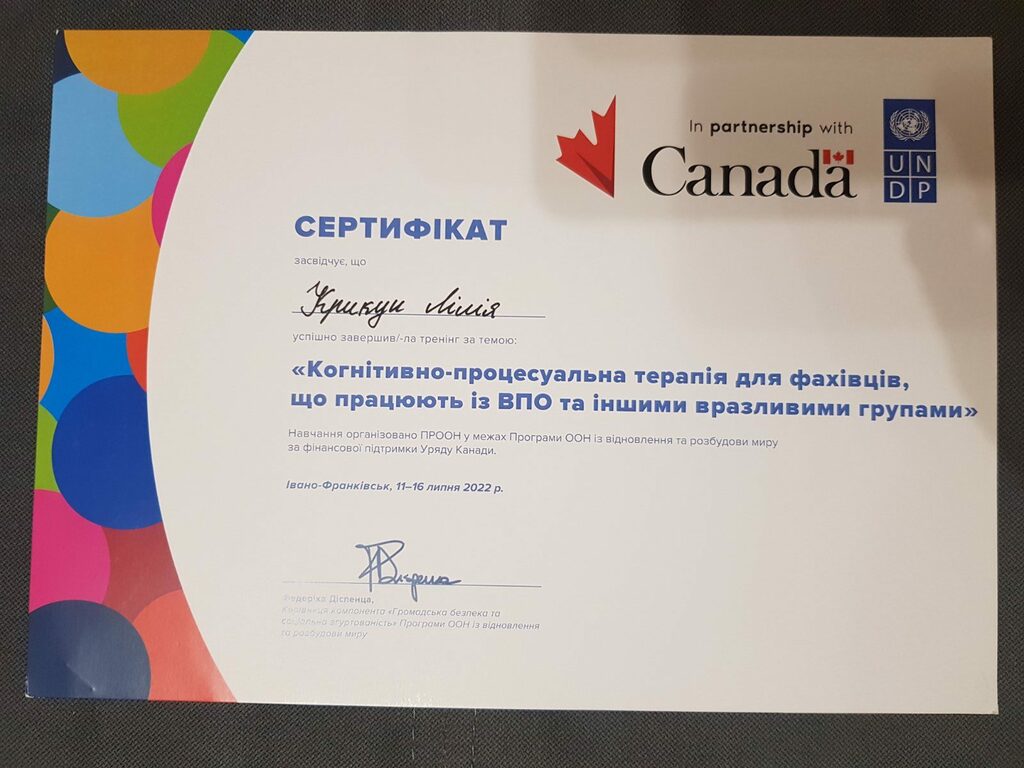 In partnership with
Canada
UN
DP
СЕРТИФІКАТ
засвідчує, що
Крикун Лілія
успішно завершив/-ла тренінг за темою:
«Когнітивно-процесуальна терапія для фахівців,
що працюють із ВПО та іншими вразливими групами»
Навчання організовано ПРООН у межах Програми ООН із відновлення та розбудови миру
за фінансової підтримки Уряду Канади.
Івано-Франківськ, 11–16 липня 2022 р.
Федеріка Діспенца,
Керівниця компонента «Громадська безпека та
соціальна згуртованість» Програми ООН із відновлення
та розбудови миру